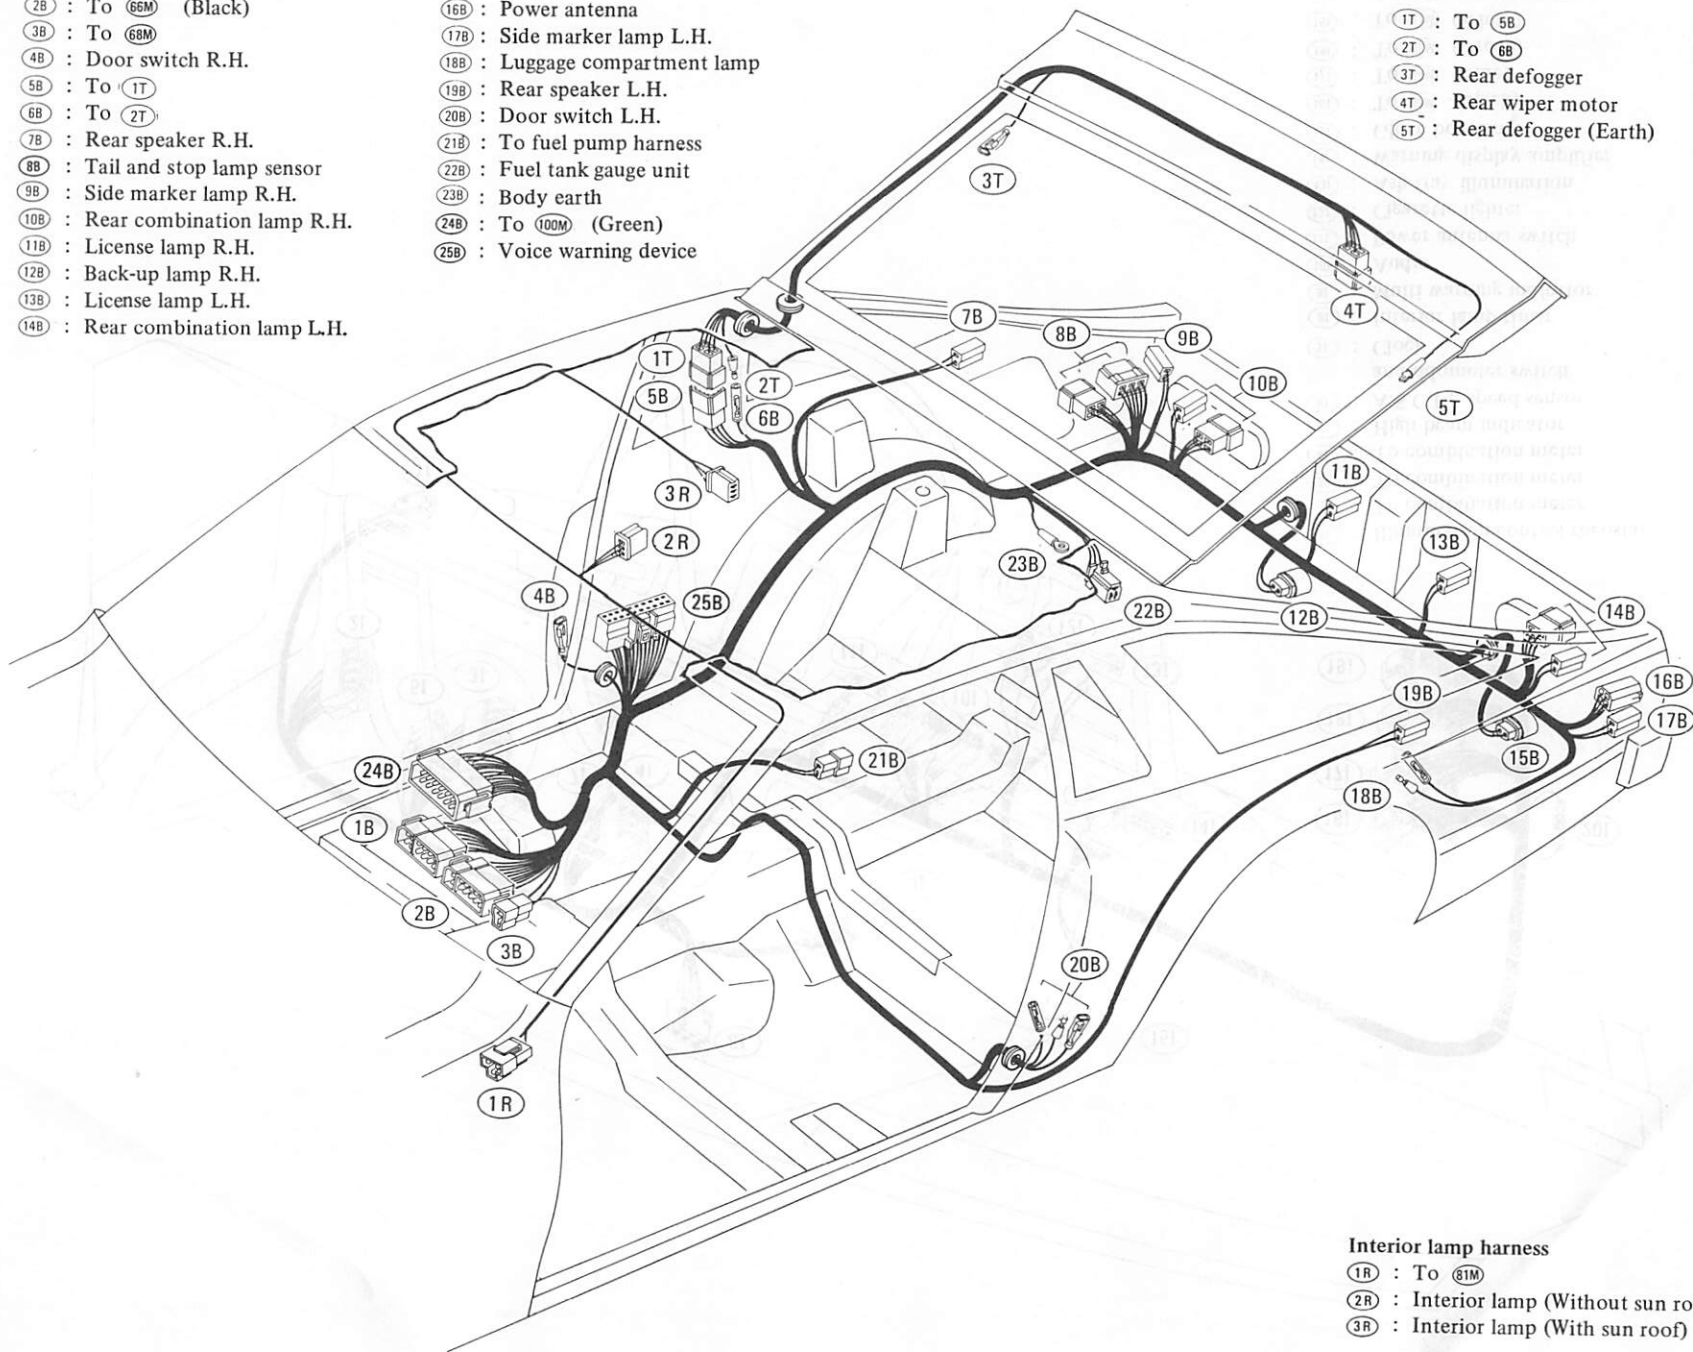 2B : To 66M (Black)
3B : To 68M
4B : Door switch R.H.
5B : To 1T
6B : To 2T
7B : Rear speaker R.H.
8B : Tail and stop lamp sensor
9B : Side marker lamp R.H.
10B : Rear combination lamp R.H.
11B : License lamp R.H.
12B : Back-up lamp R.H.
13B : License lamp L.H.
14B : Rear combination lamp L.H.
16B : Power antenna
17B : Side marker lamp L.H.
18B : Luggage compartment lamp
19B : Rear speaker L.H.
20B : Door switch L.H.
21B : To fuel pump harness
22B : Fuel tank gauge unit
23B : Body earth
24B : To 100M (Green)
25B : Voice warning device
1T : To 5B
2T : To 6B
3T : Rear defogger
4T : Rear wiper motor
5T : Rear defogger (Earth)
3T
4T
5T
7B
8B
9B
10B
1T
2T
5B
6B
11B
3R
2R
23B
13B
4B
25B
22B
12B
14B
19B
16B
17B
24B
21B
15B
18B
1B
2B
3B
20B
1R
Interior lamp harness
1R : To 81M
2R : Interior lamp (Without sun ro
3R : Interior lamp (With sun roof)